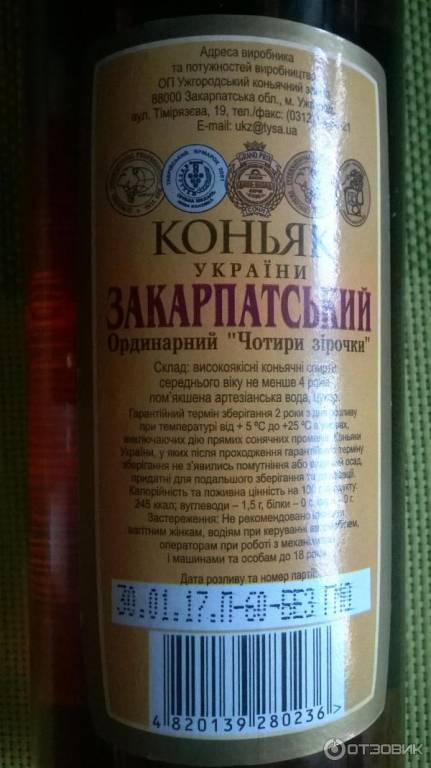 Адреса виробника
та потужностей виробництва
ОП Ужгородський коньячний
88000 Закарпатська обл., м.
вул. Тімірязєва, 19, тел./факс: (0312)
E-mail: ukz@tysa.ua
GRAND PRIX
КОНЬЯК
УКРАЇНИ
ЗАКАРПАТСЬКИЙ
Ординарний "Чотири зірочки"
Склад: високоякісні коньячні спирти
середнього віку не менше 4 років,
пом'якшена артезіанська вода, цукор.
Гарантійний термін зберігання 2 роки з дня розливу
при температурі від + 5 °С до +25 °С в умовах,
виключаючих дію прямих сонячних променів. Коньяки
України, у яких після проходження гарантійного терміну
зберігання не з'явились помутніння або осад,
придатні для подальшого зберігання та
Калорійність та поживна цінність на 100 г продукту:
245 ккал; вуглеводи – 1,5 г, білки – 0 г, – 0 г.
Застереження: Не рекомендовано
вагітним жінкам, водіям при керуванні
операторам при роботі з
і машинами та особам до 18 років.
Дата розливу та номер партії
30.01.17.Л-60-БЕЗ ГМО
4 820139 280236 >
ОТЗОВИК